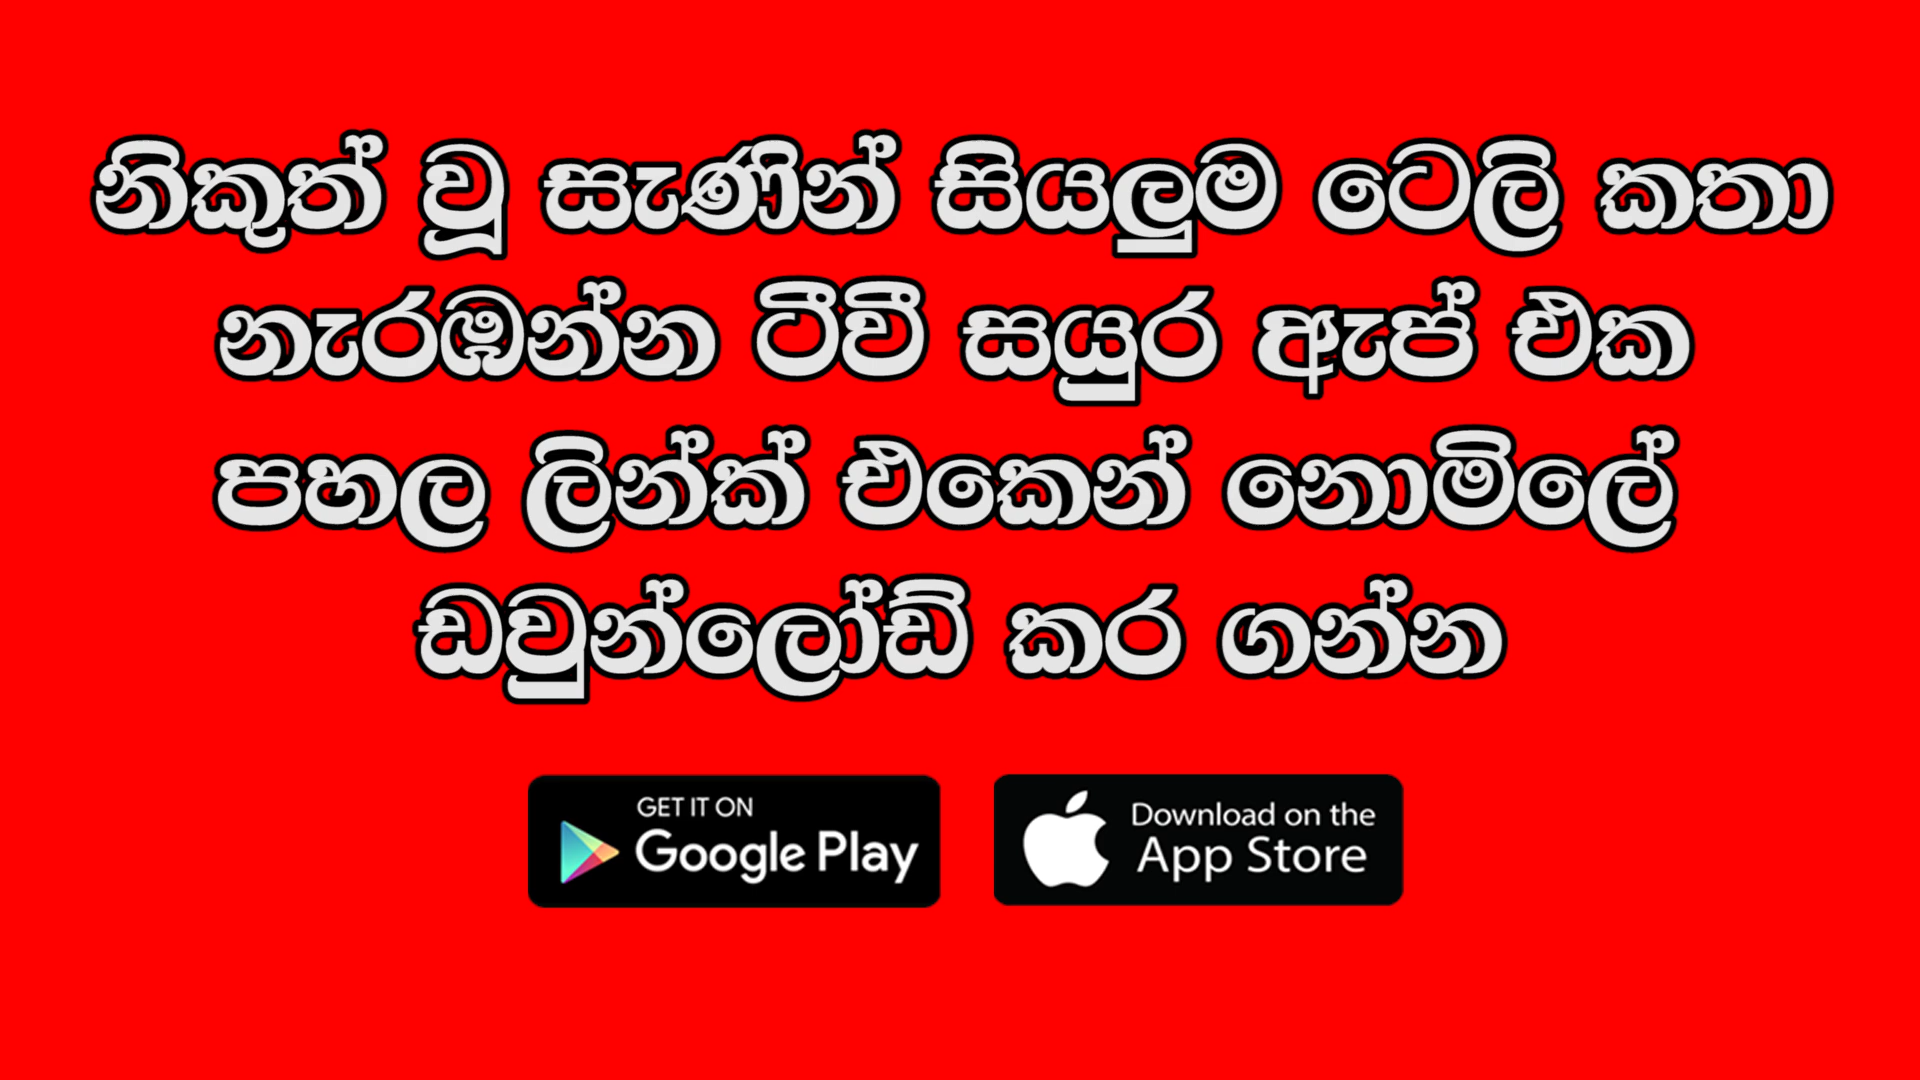 නිකුත් වූ සැණින් සියලුම ටෙලි කතා
නැරඹන්න ටීවී සයුර ඇප් එක
පහල ලින්ක් එකෙන් නොමිලේ
ඩවුන්ලෝඩ් කර ගන්න
GET IT ON
Google Play
Download on the
App Store